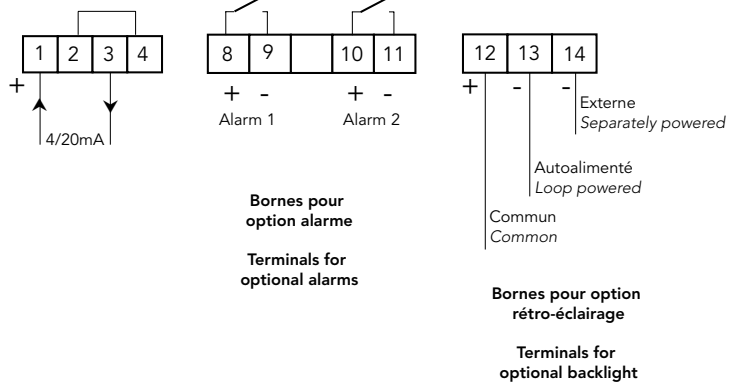 1 2 3 4
+
4/20mA
8 9 10 11
+ - + -
Alarm 1 Alarm 2
Bornes pour
option alarme
Terminals for
optional alarms
12 13 14
+ - -
Externe
Separately powered
Autoalimenté
Loop powered
Commun
Common
Bornes pour option
rétro-éclairage
Terminals for
optional backlight